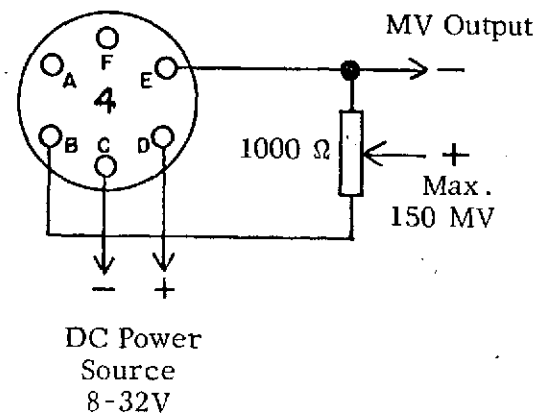 MV Output
F
A
E
−
4
B
C
D
1000 Ω
+
Max.
150 MV
− +
DC Power
Source
8-32V